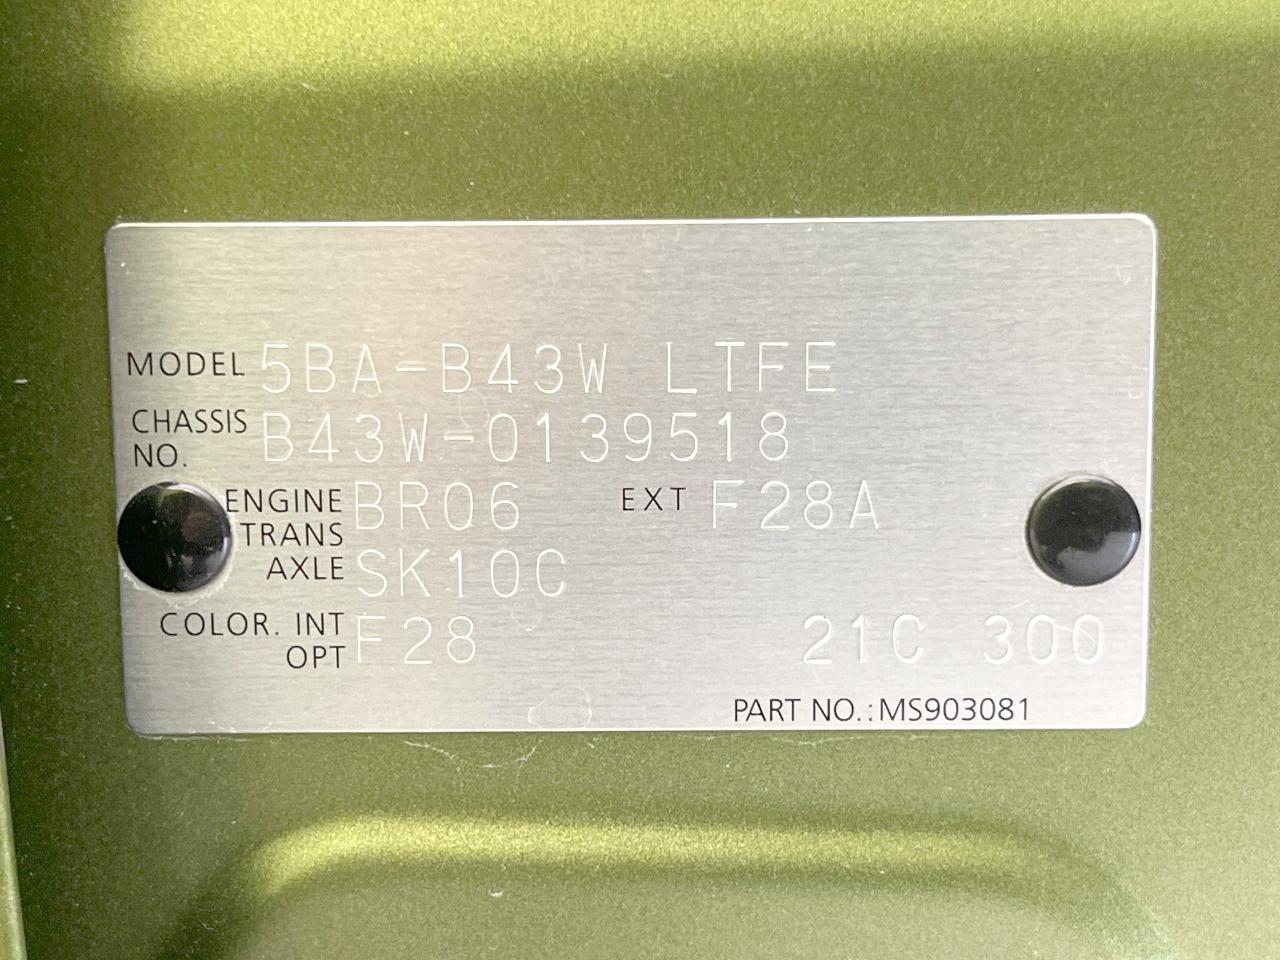 MODEL 5BA-B43W LTFE
CHASSIS NO. B43W-0139518
ENGINE BR06 EXT F28A
TRANS
AXLE SK10C
COLOR. INT
OPT F28 21C 300
PART NO.:MS903081